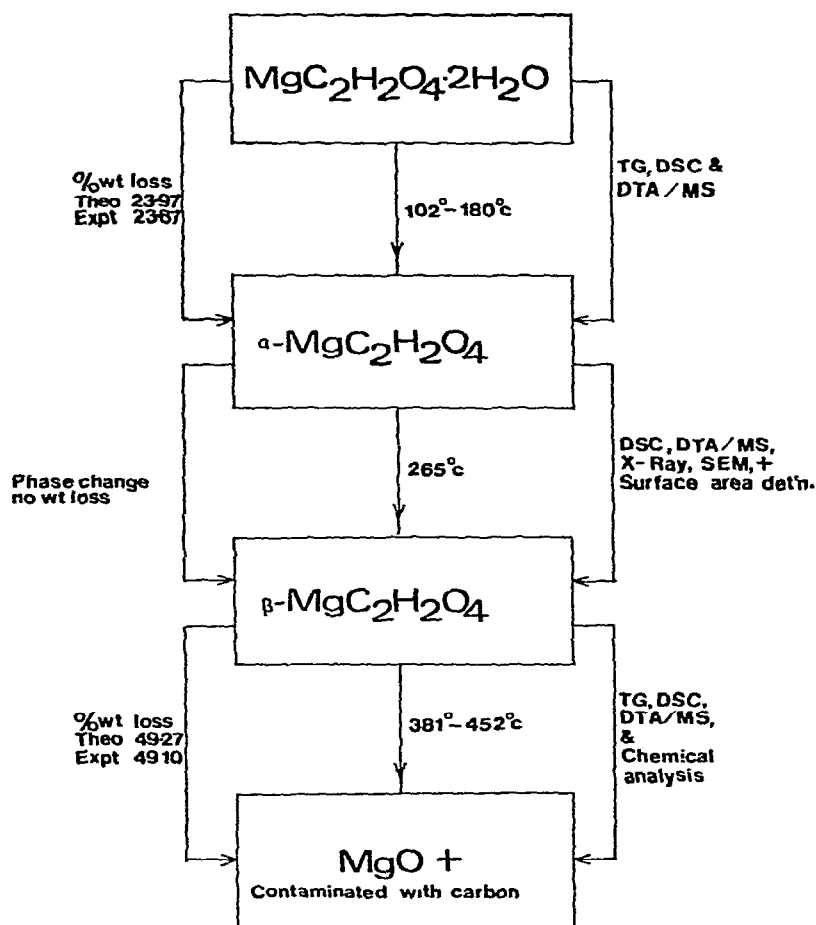 MgC2H2O4·2H2O
%wt loss
Theo 23·97
Expt 23·87
102°-180°c
TG, DSC &
DTA/MS
α-MgC2H2O4
Phase change
no wt loss
265°c
DSC, DTA/MS,
X-Ray, SEM, +
Surface area det'n.
β-MgC2H2O4
%wt loss
Theo 49·27
Expt 49·10
381°-452°c
TG, DSC,
DTA/MS,
&
Chemical
analysis
MgO +
Contaminated with carbon